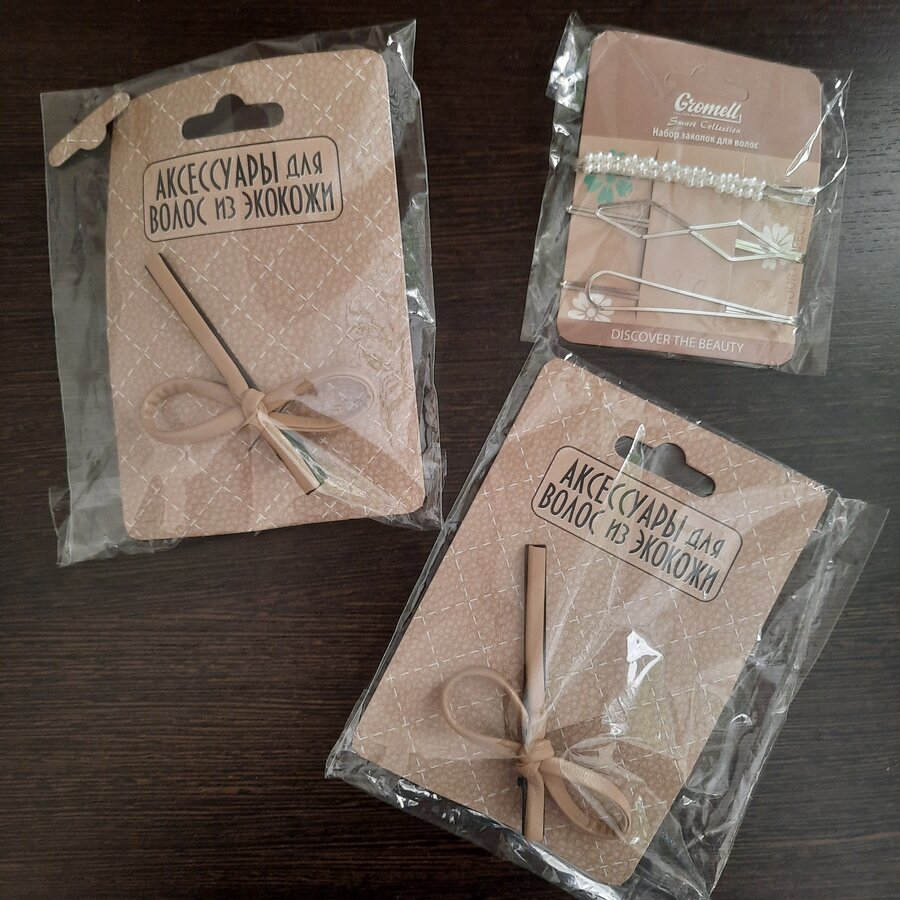 АКСЕССУАРЫ для
ВОЛОС из ЭКОКОЖИ
Gromell
Smart Collection
Набор заколок для волос
DISCOVER THE BEAUTY
АКСЕССУАРЫ для
ВОЛОС из ЭКОКОЖИ